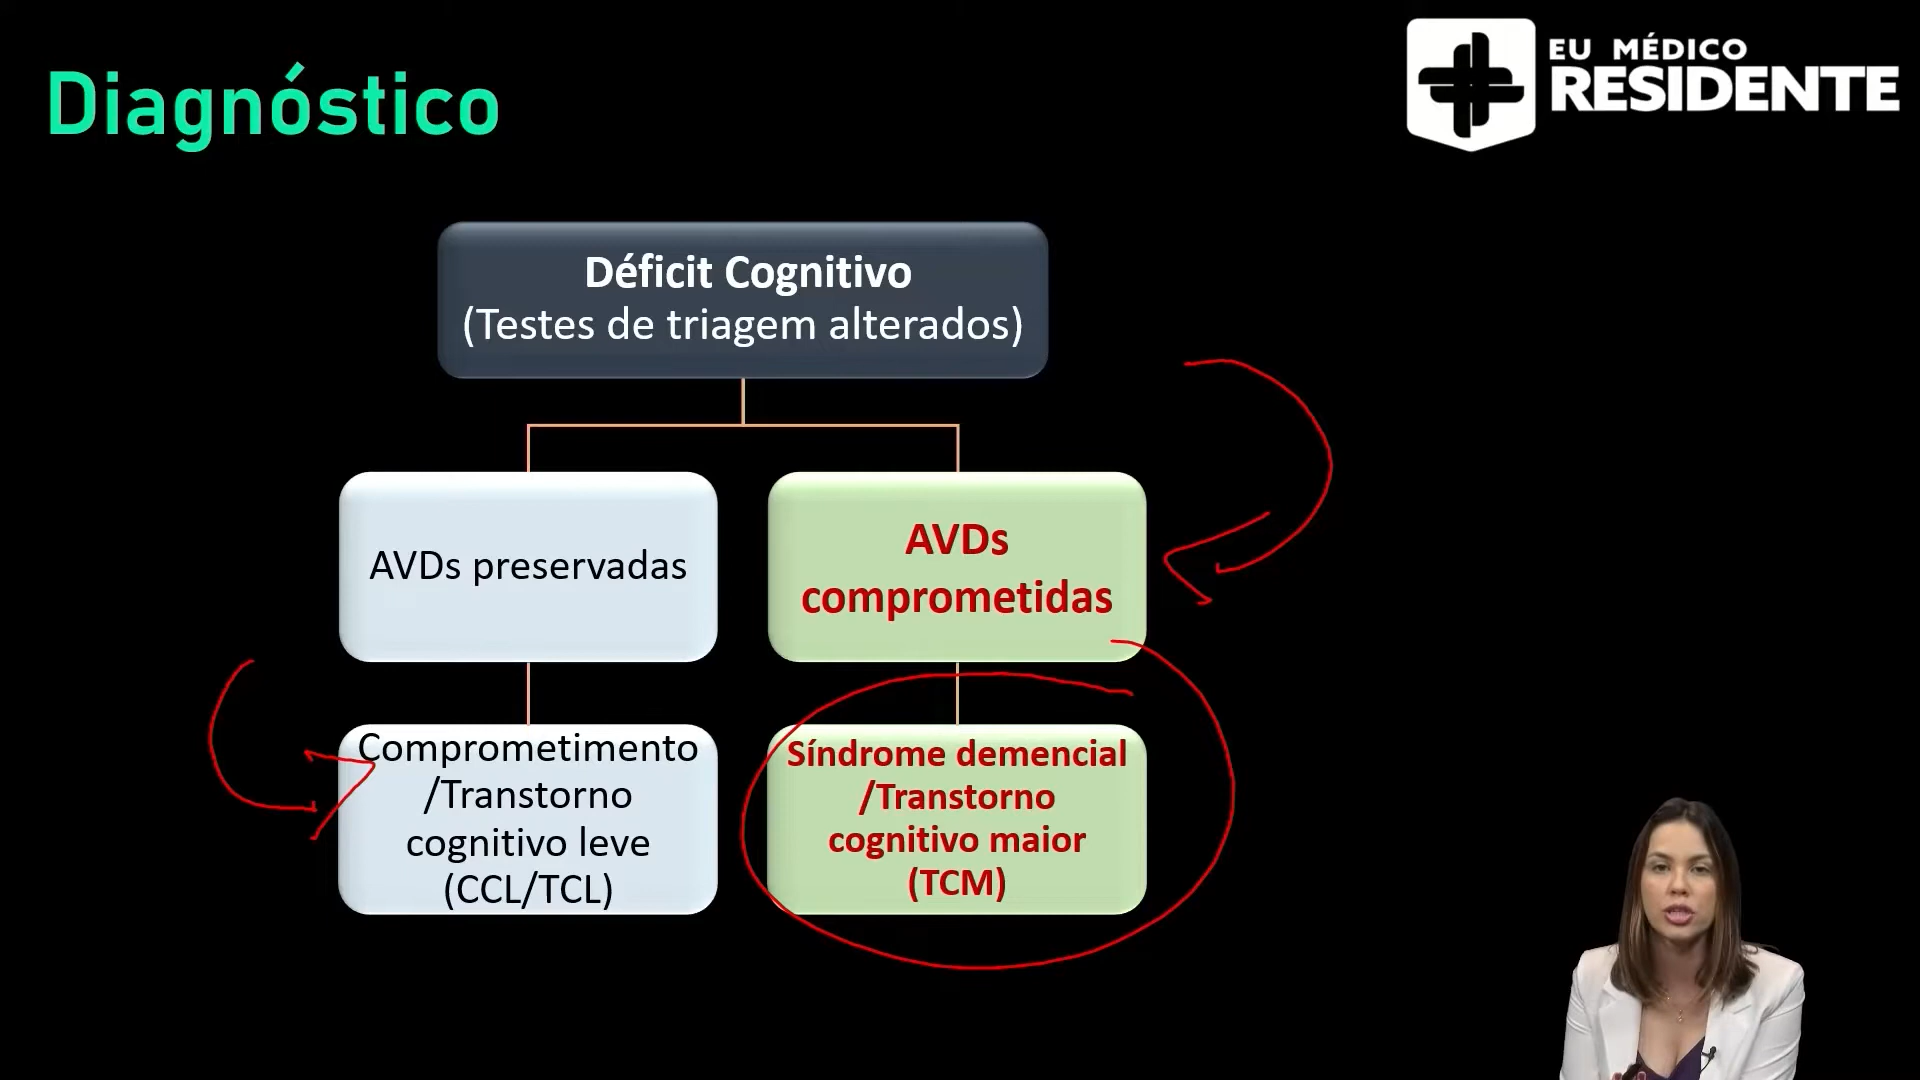 Diagnóstico
EU MÉDICO
RESIDENTE
Déficit Cognitivo
(Testes de triagem alterados)
AVDs preservadas
AVDs
comprometidas
Comprometimento
/Transtorno
cognitivo leve
(CCL/TCL)
Síndrome demencial
/Transtorno
cognitivo maior
(TCM)